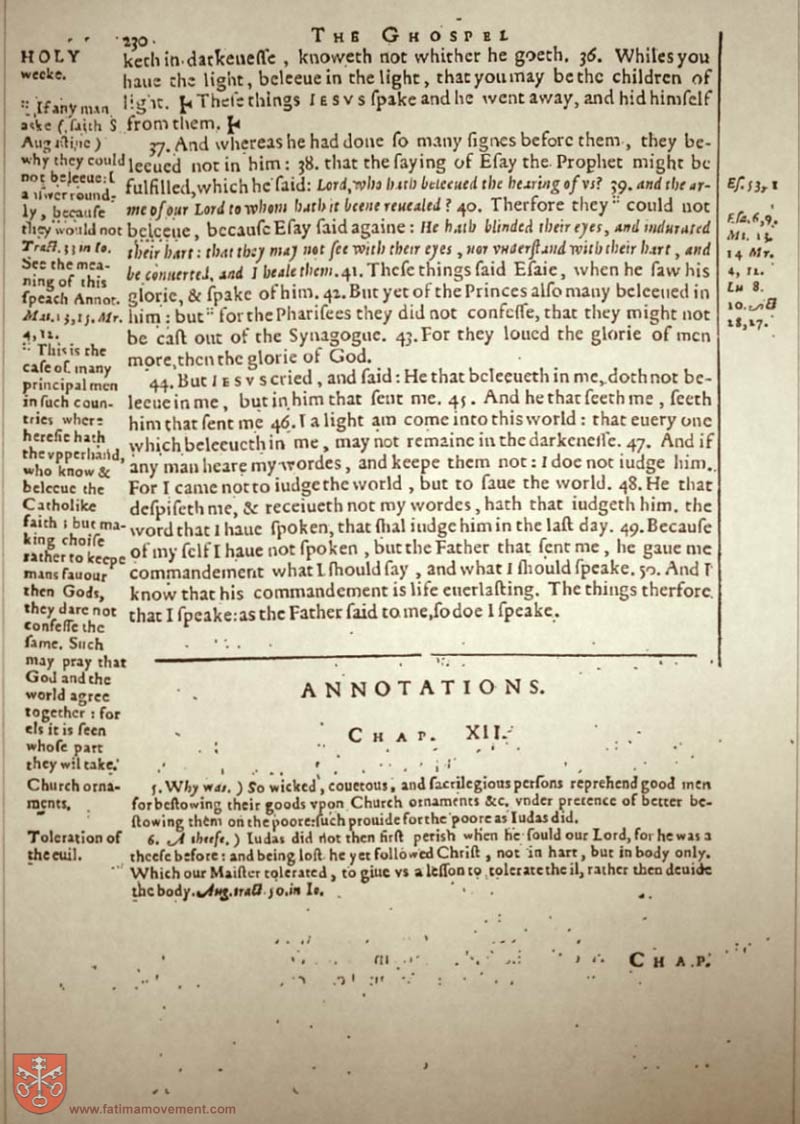 230
THE GHOSPEL
HOLY
weeke.
keth in darkeneſſe, knoweth not whither he goeth. 36. Whiles you
haue the light, beleeue in the light, that you may be the children of
light. Theſe things IESVS ſpake and he went away, and hid himſelf
from them.
37. And whereas he had done ſo many ſignes before them, they be-
leeued not in him: 38. that the ſaying of Eſay the Prophet might be
fulfilled, which he ſaid: Lord, who hath beleeued the hearing of vs? 39. and the ar-
me of our Lord to whom hath it beene reuealed? 40. Therfore they " could not
beleeue, becauſe Eſay ſaid againe: He hath blinded their eyes, and indurated
their hart: that they may not ſee with their eyes, nor vnderſtand with their hart, and
be conuerted, and I heale them. 41. Theſe things ſaid Eſaie, when he ſaw his
glorie, & ſpake of him. 42. But yet of the Princes alſo many beleeued in
him: but " for the Phariſees they did not confeſſe, that they might not
be caſt out of the Synagogue. 43. For they loued the glorie of men
more, then the glorie of God.
44. But IESVS cried, and ſaid: He that beleeueth in me, doth not be-
leeue in me, but in him that ſent me. 45. And he that ſeeth me, ſeeth
him that ſent me 46. I a light am come into this world: that euery one
which beleeueth in me, may not remaine in the darkeneſſe. 47. And if
any man heare my wordes, and keepe them not: I doe not iudge him.
For I came not to iudge the world, but to ſaue the world. 48. He that
deſpiſeth me, & receiueth not my wordes, hath that iudgeth him. the
word that I haue ſpoken, that ſhal iudge him in the laſt day. 49. Becauſe
of my ſelf I haue not ſpoken, but the Father that ſent me, he gaue me
commandement what I ſhould ſay, and what I ſhould ſpeake. 50. And I
know that his commandement is life euerlaſting. The things therfore
that I ſpeake: as the Father ſaid to me, ſo doe I ſpeake.
" If any man
aske (ſaith S
Auguſtine)
why they could
not beleeue: I
anſwer round-
ly, becauſe
they would not
Tract. 53 in Io.
See the mea-
ning of this
ſpeach Annot.
Mat. 13, 15. Mr.
4, 12.
" This is the
caſe of many
principal men
in ſuch coun-
tries where
hereſie hath
the vpperhand,
who know &
beleeue the
Catholike
faith: but ma-
king choiſe
rather to keepe
mans fauour
then Gods,
they dare not
confeſſe the
ſame. Such
may pray that
God and the
world agree
together: for
els it is ſeen
whoſe part
they wil take.
Eſ. 53, 1
Eſa. 6, 9.
Mt. 13.
14 Mr.
4, 12.
Lu 8.
10. Act
28, 27.
ANNOTATIONS.
CHAP. XII.
Church orna-
ments.
5. Why was.) So wicked, couetous, and ſacrilegious perſons reprehend good men
for beſtowing their goods vpon Church ornaments &c. vnder pretence of better be-
ſtowing them on the poore: ſuch prouide for the poore as Iudas did.
Toleration of
the euil.
6. A theefe.) Iudas did not then firſt perish when he ſould our Lord, for he was a
theefe before: and being loſt he yet followed Chriſt, not in hart, but in body only.
Which our Maiſter tolerated, to giue vs a leſſon to tolerate the il, rather then deuide
the body. Aug. tract 50. in Io.
CHAP.
www.fatimamovement.com